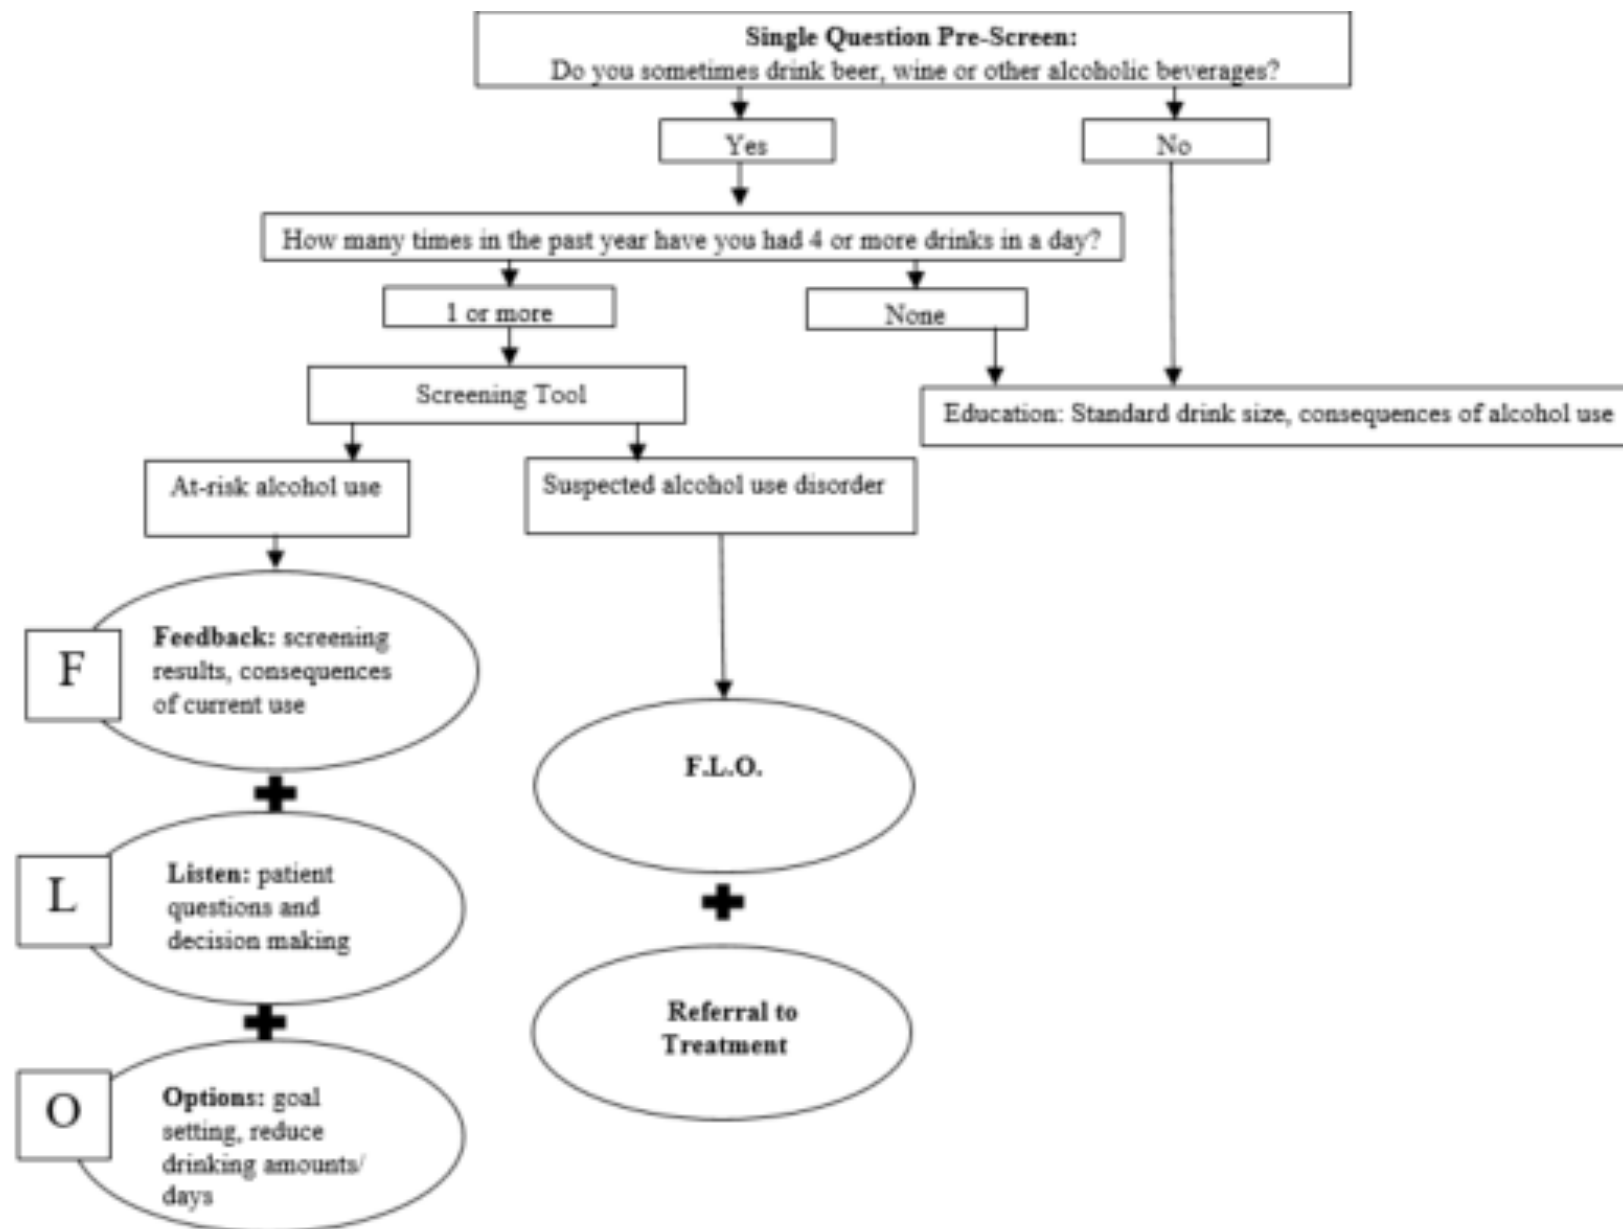 Single Question Pre-Screen:
Do you sometimes drink beer, wine or other alcoholic beverages?
Yes
No
How many times in the past year have you had 4 or more drinks in a day?
1 or more
None
Screening Tool
Education: Standard drink size, consequences of alcohol use
At-risk alcohol use
Suspected alcohol use disorder
F
Feedback: screening
results, consequences
of current use
F.L.O.
L
Listen: patient
questions and
decision making
Referral to
Treatment
O
Options: goal
setting, reduce
drinking amounts/
days